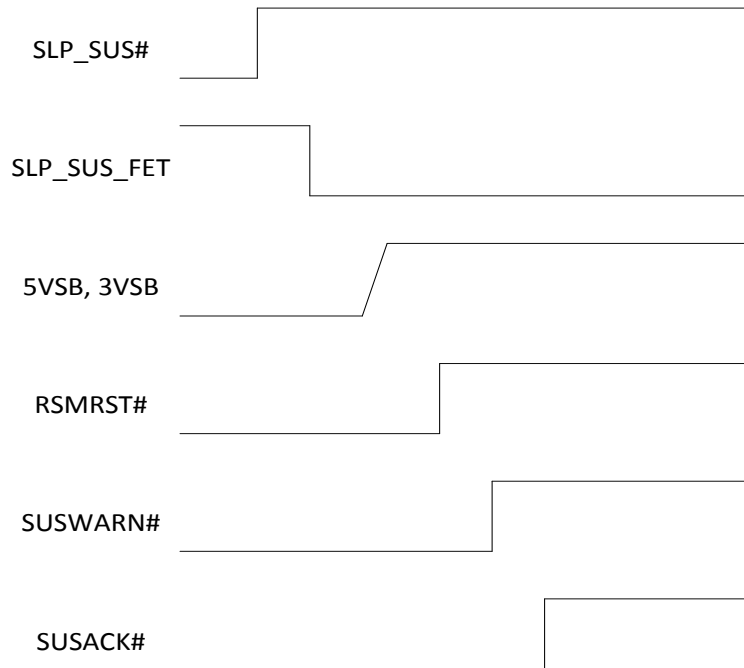 SLP_SUS#
SLP_SUS_FET
5VSB, 3VSB
RSMRST#
SUSWARN#
SUSACK#